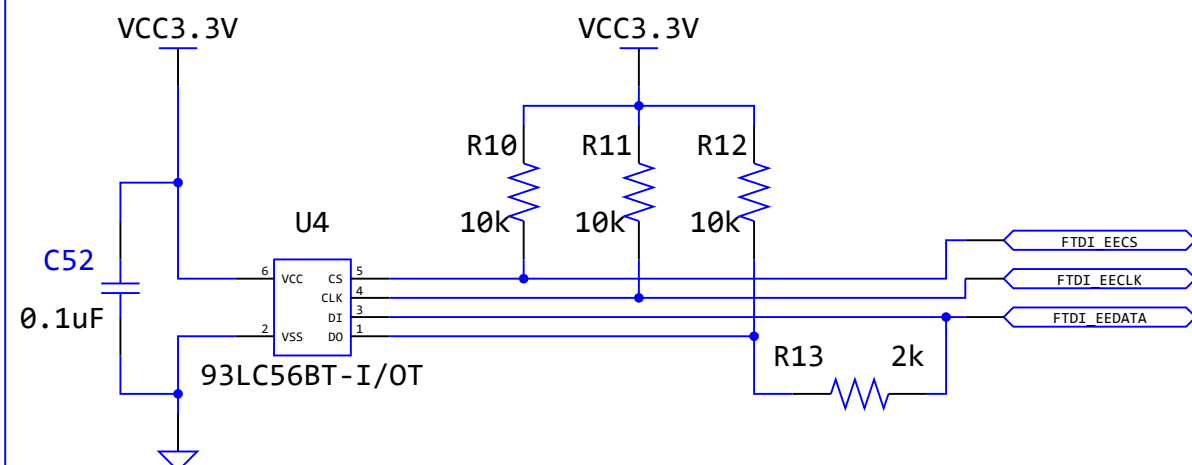 VCC3.3V
VCC3.3V
R10
R11
R12
10k
10k
10k
U4
C52
0.1uF
6
VCC
CS
5
CLK
4
DI
3
2
VSS
DO
1
93LC56BT-I/OT
R13
2k
FTDI_EECS
FTDI_EECLK
FTDI_EEDATA